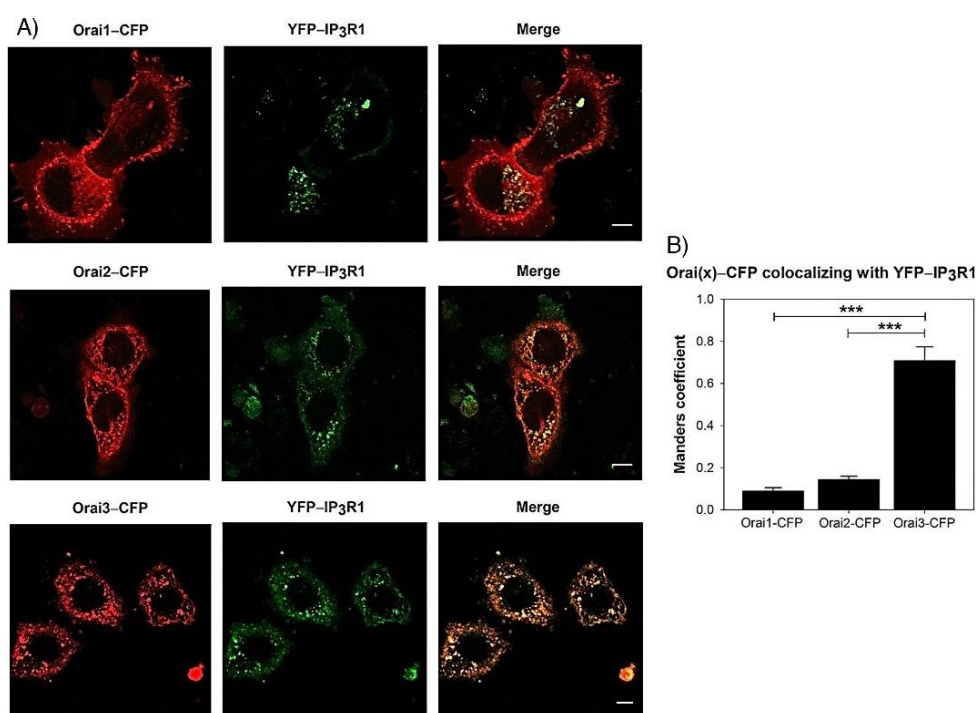 A)
Orai1–CFP YFP–IP₃R1 Merge
Orai2–CFP YFP–IP₃R1 Merge
Orai3–CFP YFP–IP₃R1 Merge
B)
Orai(x)–CFP colocalizing with YFP–IP₃R1
Manders coefficient
1.0
0.8
0.6
0.4
0.2
0.0
***
***
Orai1-CFP Orai2-CFP Orai3-CFP